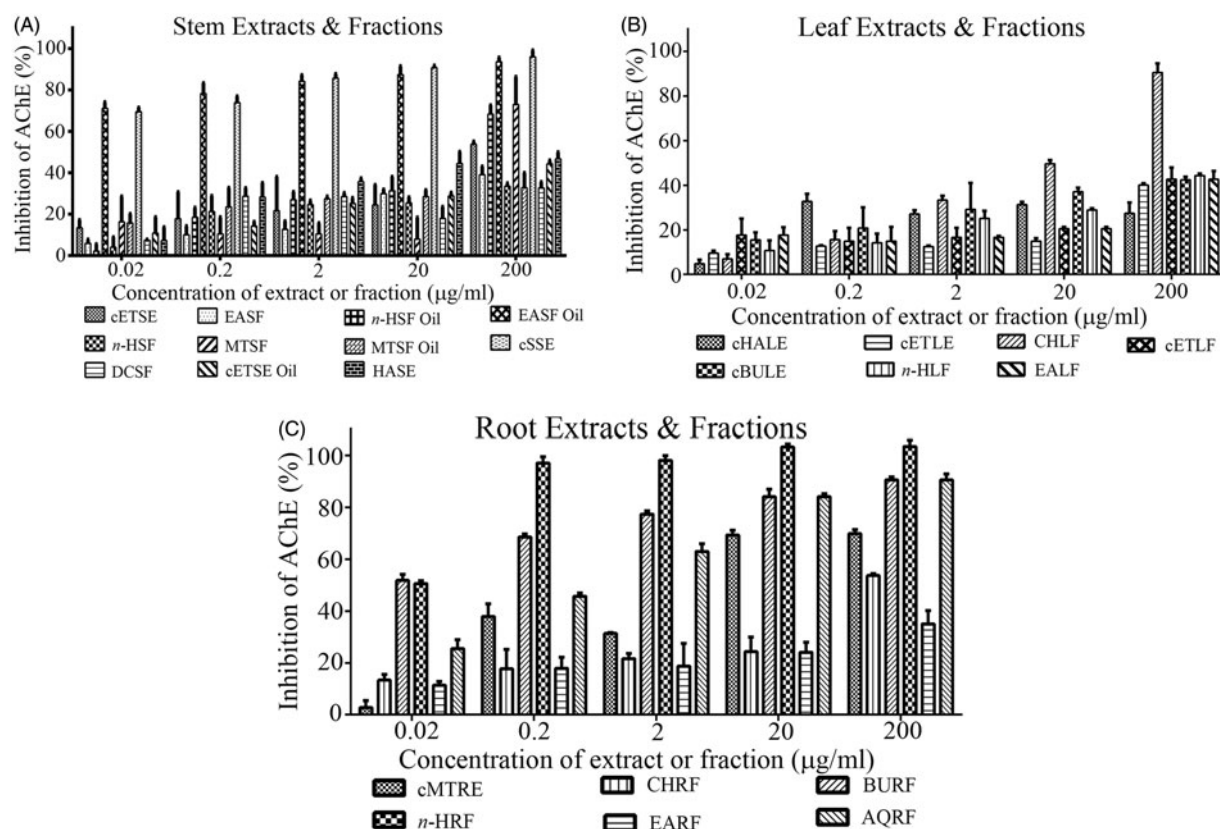 (A)
Stem Extracts & Fractions
Inhibition of AChE (%)
100
80
60
40
20
0
0.02 0.2 2 20 200
Concentration of extract or fraction (μg/ml)
cETSE EASF n-HSF Oil EASF Oil
n-HSF MTSF MTSF Oil cSSE
DCSF cETSE Oil HASE
(B)
Leaf Extracts & Fractions
Inhibition of AChE (%)
100
80
60
40
20
0
0.02 0.2 2 20 200
Concentration of extract or fraction (μg/ml)
cHALE cETLE CHLF cETLF
cBULE n-HLF EALF
(C)
Root Extracts & Fractions
Inhibition of AChE (%)
100
80
60
40
20
0
0.02 0.2 2 20 200
Concentration of extract or fraction (μg/ml)
cMTRE CHRF BURF
n-HRF EARF AQRF